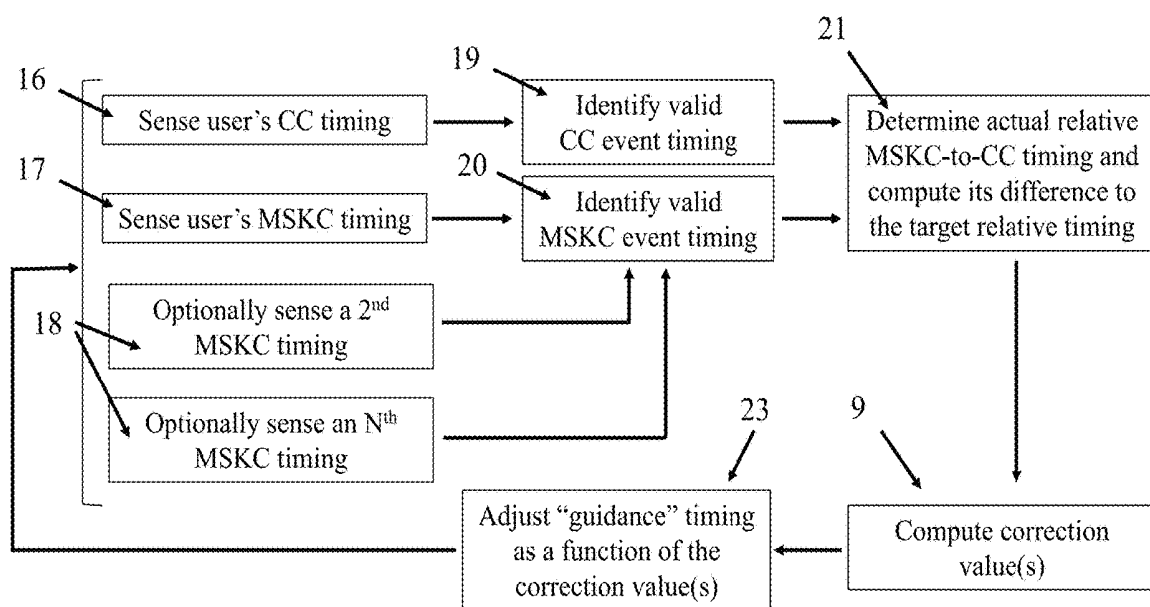 16
Sense user's CC timing
19
Identify valid
CC event timing
21
Determine actual relative
MSKC-to-CC timing and
compute its difference to
the target relative timing
17
Sense user's MSKC timing
20
Identify valid
MSKC event timing
18
Optionally sense a 2nd
MSKC timing
Optionally sense an Nth
MSKC timing
23
Adjust “guidance” timing
as a function of the
correction value(s)
9
Compute correction
value(s)